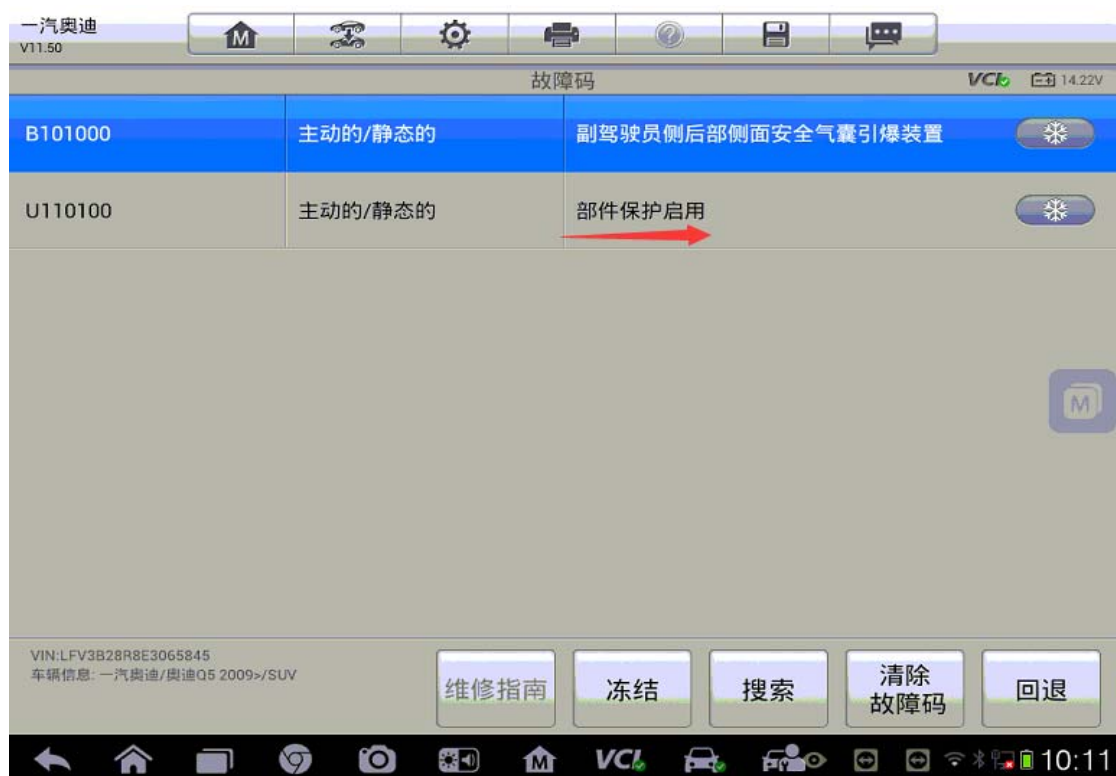 一汽奥迪
V11.50
M
故障码
VCI 14.22V
B101000 主动的/静态的 副驾驶员侧后部侧面安全气囊引爆装置
U110100 主动的/静态的 部件保护启用
M
VIN:LFV3B28R8E3065845
车辆信息: 一汽奥迪/奥迪Q5 2009>/SUV
维修指南
冻结
搜索
清除
故障码
回退
M
VCI
10:11